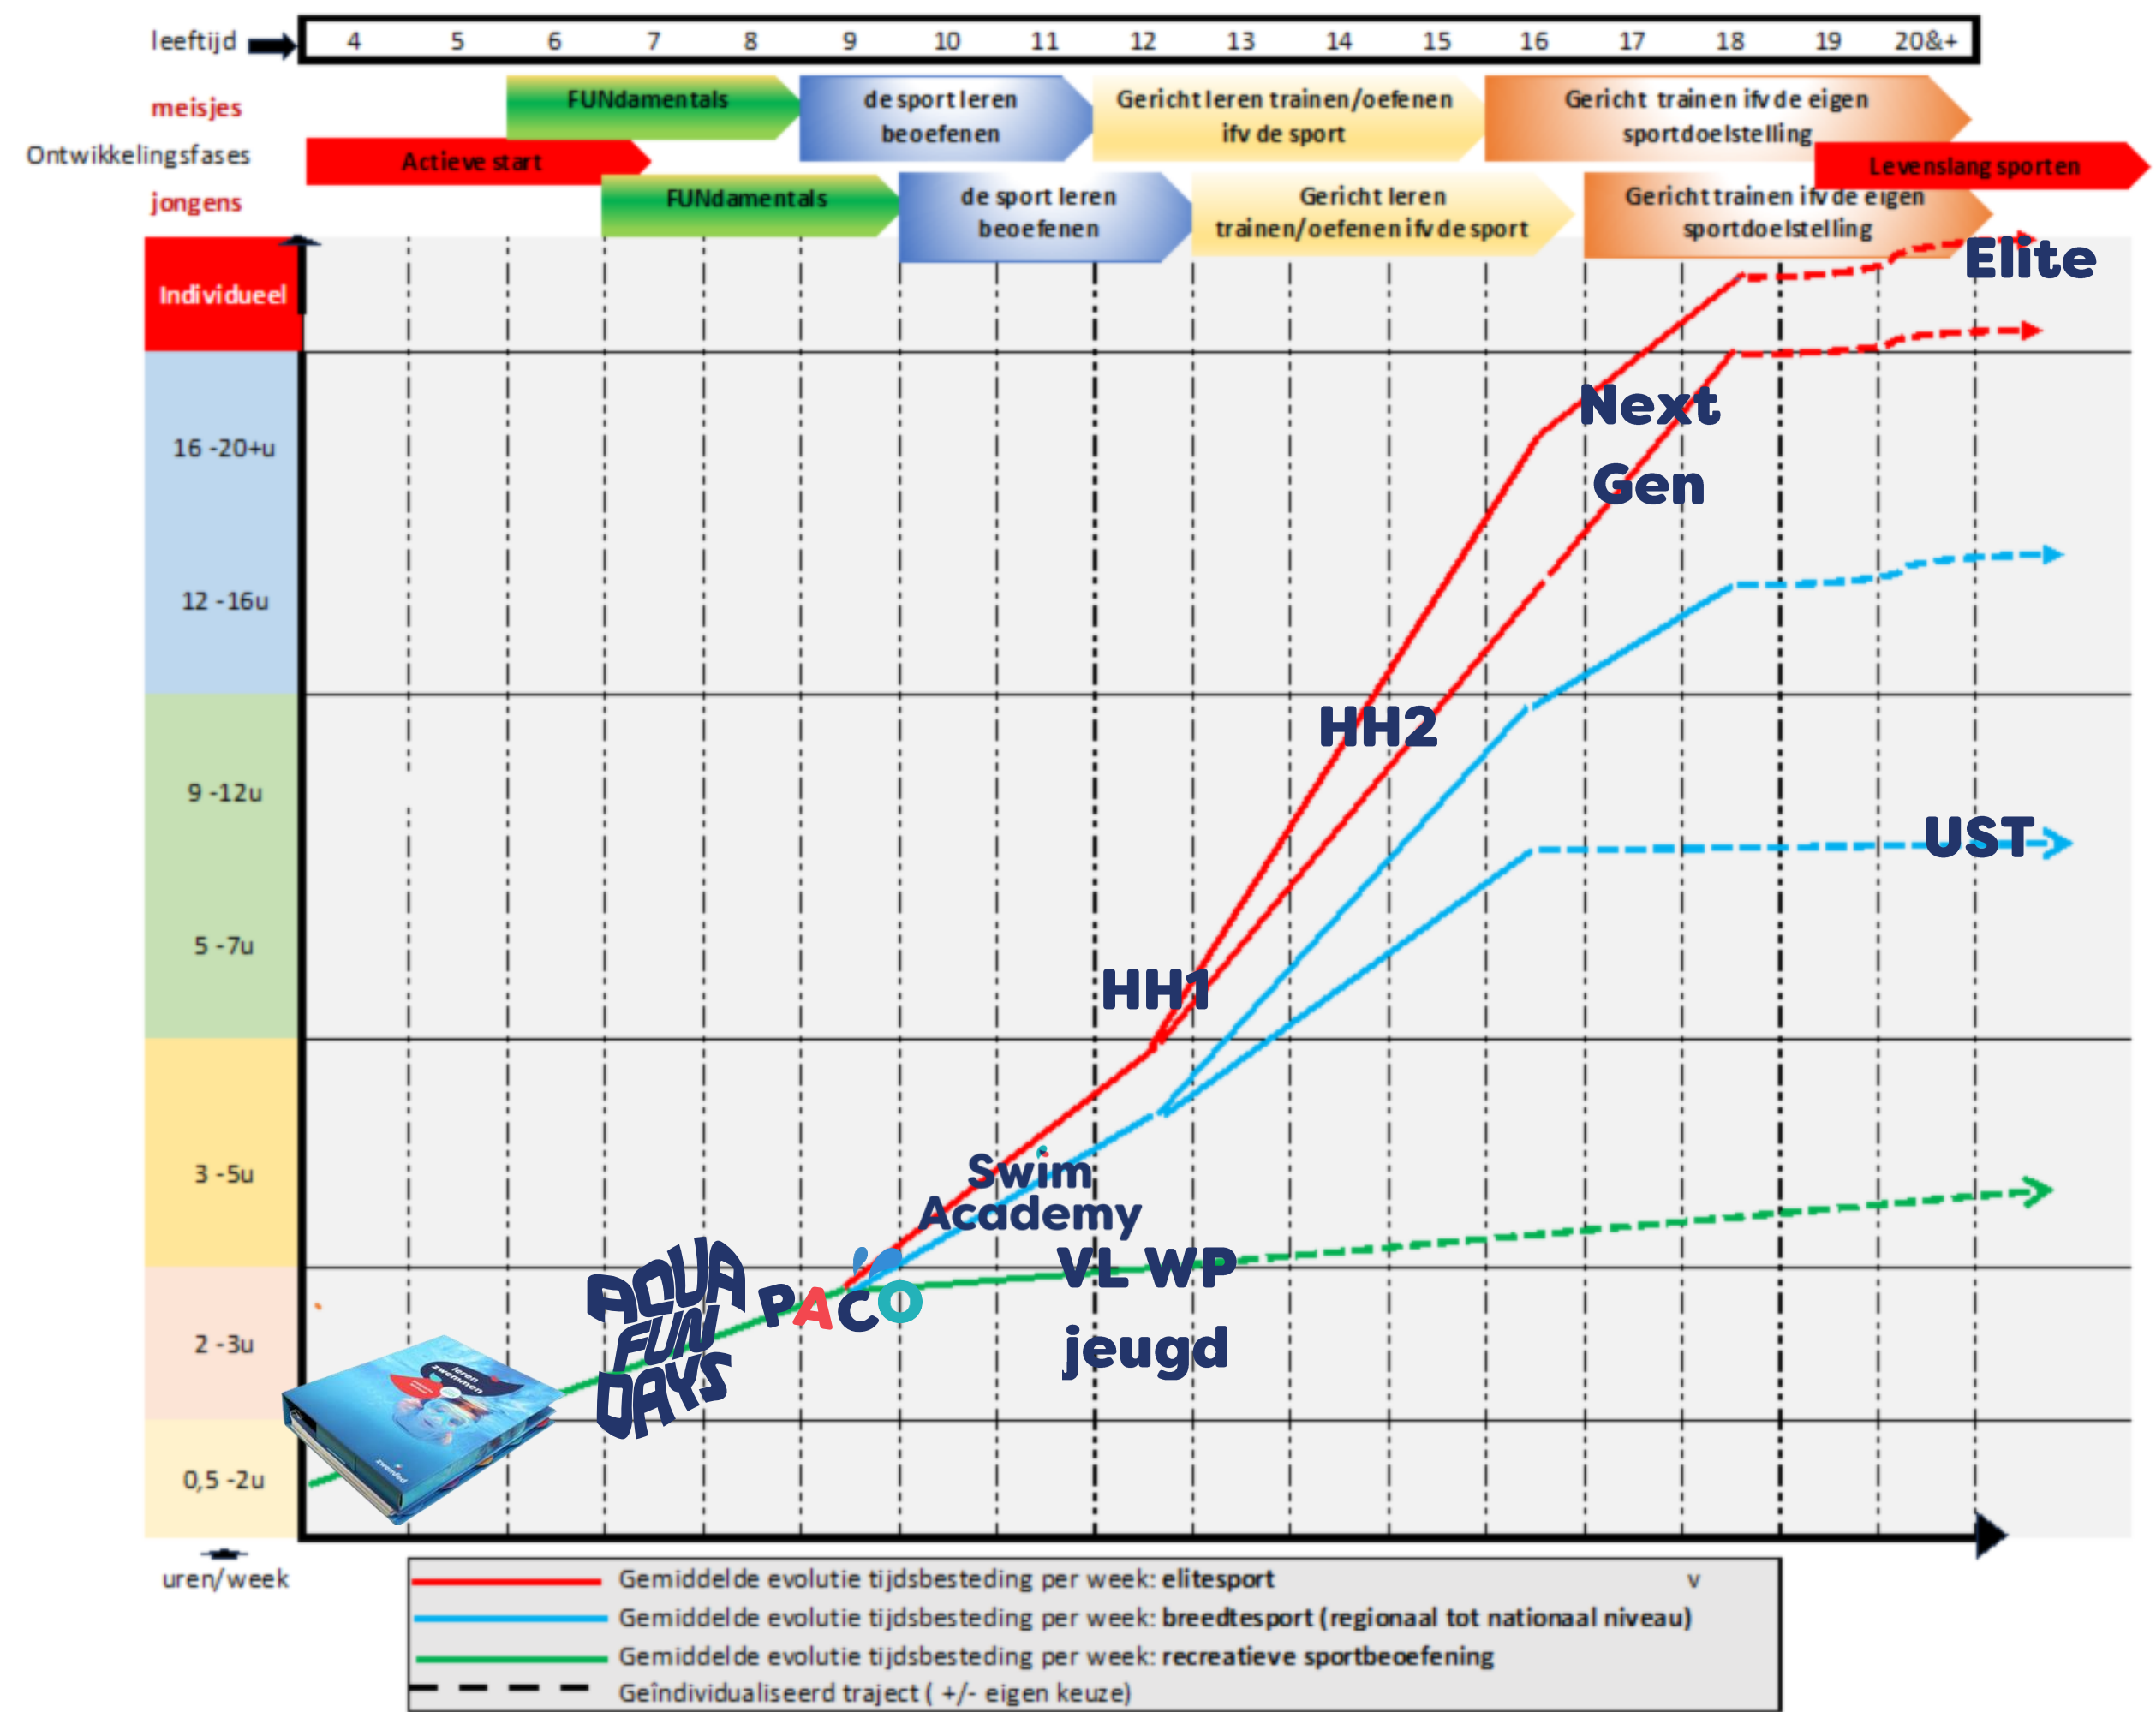 leeftijd
4 5 6 7 8 9 10 11 12 13 14 15 16 17 18 19 20&+
meisjes
FUNdamentals
de sport leren
beoefenen
Gericht leren trainen/oefenen
ifv de sport
Gericht trainen ifv de eigen
sportdoelstelling
Ontwikkelingsfases
Actieve start
Levenslang sporten
jongens
FUNdamentals
de sport leren
beoefenen
Gericht leren
trainen/oefenen ifv de sport
Gericht trainen ifv de eigen
sportdoelstelling
Elite
Individueel
Next
Gen
16 -20+u
12 -16u
HH2
9 -12u
UST
5 -7u
HH1
3 -5u
Swim
Academy
VL WP
jeugd
AQUA
FUN
DAYS
PACO
2 -3u
leren
zwemmen
zwemfed
0,5 -2u
uren/week
Gemiddelde evolutie tijdsbesteding per week: elitesport v
Gemiddelde evolutie tijdsbesteding per week: breedtesport (regionaal tot nationaal niveau)
Gemiddelde evolutie tijdsbesteding per week: recreatieve sportbeoefening
Geïndividualiseerd traject ( +/- eigen keuze)